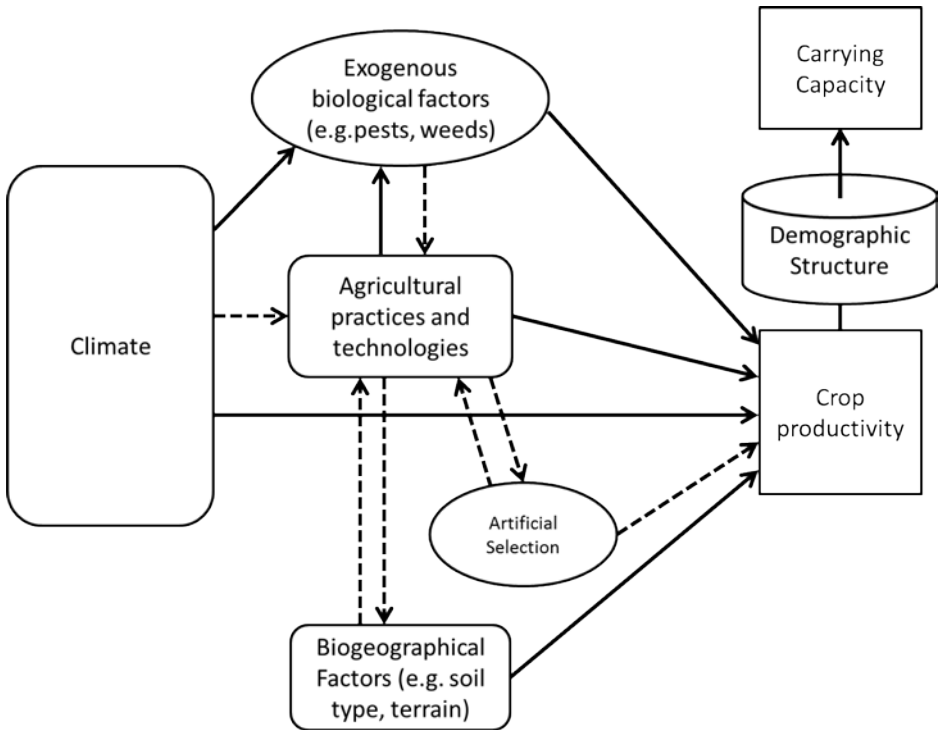 Exogenous
biological factors
(e.g.pests, weeds)
Carrying
Capacity
Demographic
Structure
Agricultural
practices and
technologies
Climate
Crop
productivity
Artificial
Selection
Biogeographical
Factors (e.g. soil
type, terrain)